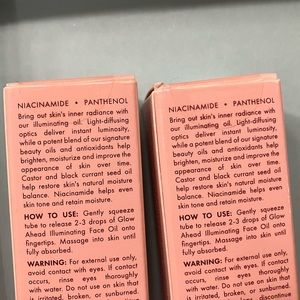 NIACINAMIDE • PANTHENOL
Bring out skin's inner radiance with
our illuminating oil. Light-diffusing
optics deliver instant luminosity,
while a potent blend of our signature
beauty oils and antioxidants help
brighten, moisturize and improve the
appearance of skin over time.
Castor and black currant seed oil
help restore skin's natural moisture
balance. Niacinamide helps even
skin tone and retain moisture.
HOW TO USE: Gently squeeze
tube to release 2-3 drops of Glow
Ahead Illuminating Face Oil onto
fingertips. Massage into skin until
fully absorbed.
WARNING: For external use only,
avoid contact with eyes. If contact
occurs, rinse eyes thoroughly
with water. Do not use on skin that
is irritated, broken, or sunburned.
NIACINAMIDE • PANTHENOL
Bring out skin's inner radiance with
our illuminating oil. Light-diffusing
optics deliver instant luminosity,
while a potent blend of our signature
beauty oils and antioxidants help
brighten, moisturize and improve the
appearance of skin over time.
Castor and black currant seed oil
help restore skin's natural moisture
balance. Niacinamide helps even
skin tone and retain moisture.
HOW TO USE: Gently squeeze
tube to release 2-3 drops of Glow
Ahead Illuminating Face Oil onto
fingertips. Massage into skin until
fully absorbed.
WARNING: For external use only,
avoid contact with eyes. If contact
occurs, rinse eyes thoroughly
with water. Do not use on skin that
is irritated, broken, or sunburned.